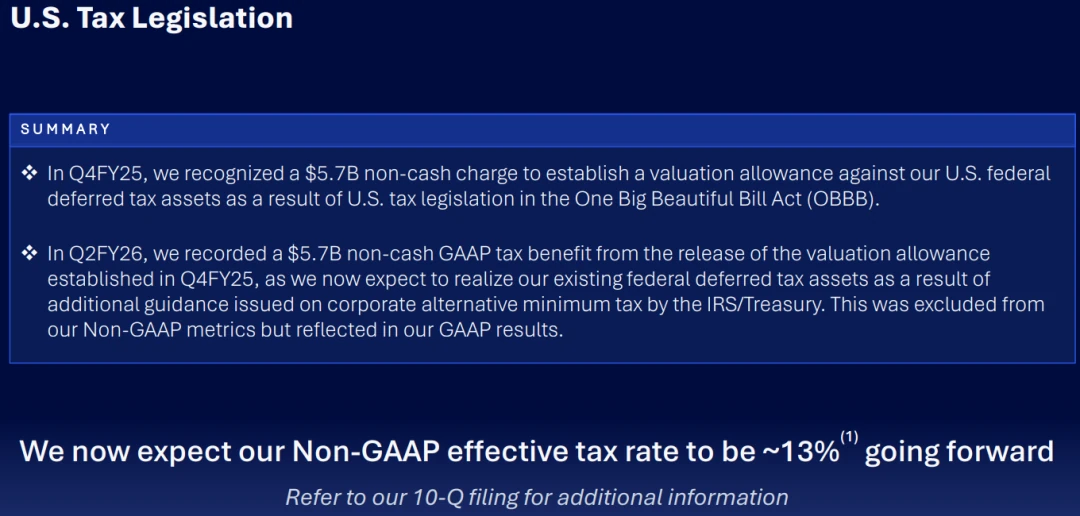 U.S. Tax Legislation
SUMMARY
❖ In Q4FY25, we recognized a $5.7B non-cash charge to establish a valuation allowance against our U.S. federal
deferred tax assets as a result of U.S. tax legislation in the One Big Beautiful Bill Act (OBBB).
❖ In Q2FY26, we recorded a $5.7B non-cash GAAP tax benefit from the release of the valuation allowance
established in Q4FY25, as we now expect to realize our existing federal deferred tax assets as a result of
additional guidance issued on corporate alternative minimum tax by the IRS/Treasury. This was excluded from
our Non-GAAP metrics but reflected in our GAAP results.
We now expect our Non-GAAP effective tax rate to be ~13%(1) going forward
Refer to our 10-Q filing for additional information